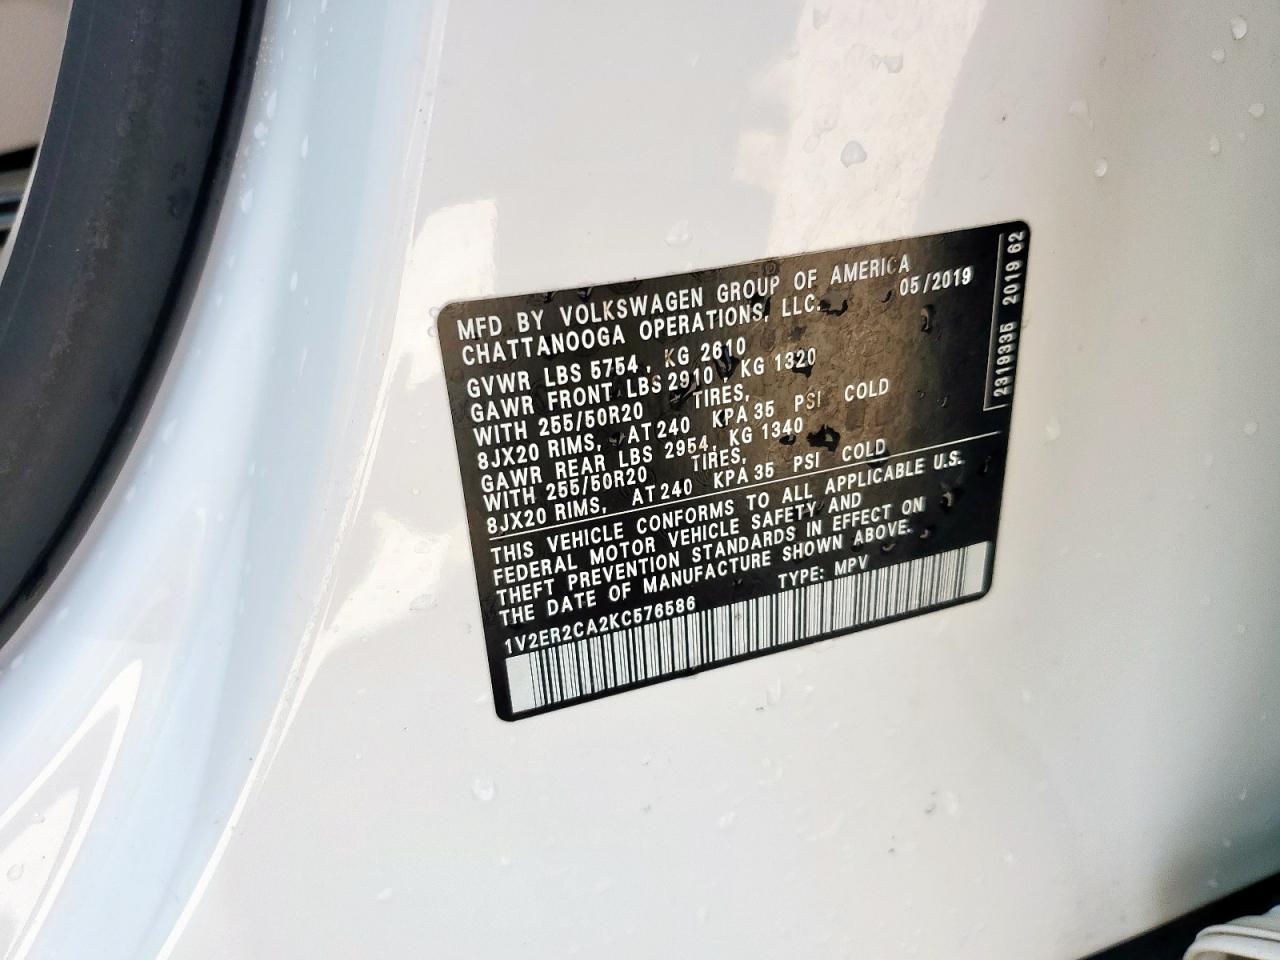 MFD BY VOLKSWAGEN GROUP OF AMERICA
CHATTANOOGA OPERATIONS, LLC. 05/2019
GVWR LBS 5754, KG 2610
GAWR FRONT LBS 2910, KG 1320
WITH 255/50R20 TIRES,
8JX20 RIMS, AT 240 KPA 35 PSI COLD
GAWR REAR LBS 2954, KG 1340
WITH 255/50R20 TIRES,
8JX20 RIMS, AT 240 KPA 35 PSI COLD
THIS VEHICLE CONFORMS TO ALL APPLICABLE U.S.
FEDERAL MOTOR VEHICLE SAFETY AND
THEFT PREVENTION STANDARDS IN EFFECT ON
THE DATE OF MANUFACTURE SHOWN ABOVE.
1V2ER2CA2KC576586 TYPE: MPV
2319335 2019 62